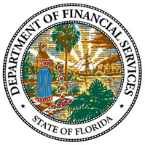 DEPARTMENT OF FINANCIAL SERVICES
STATE OF FLORIDA